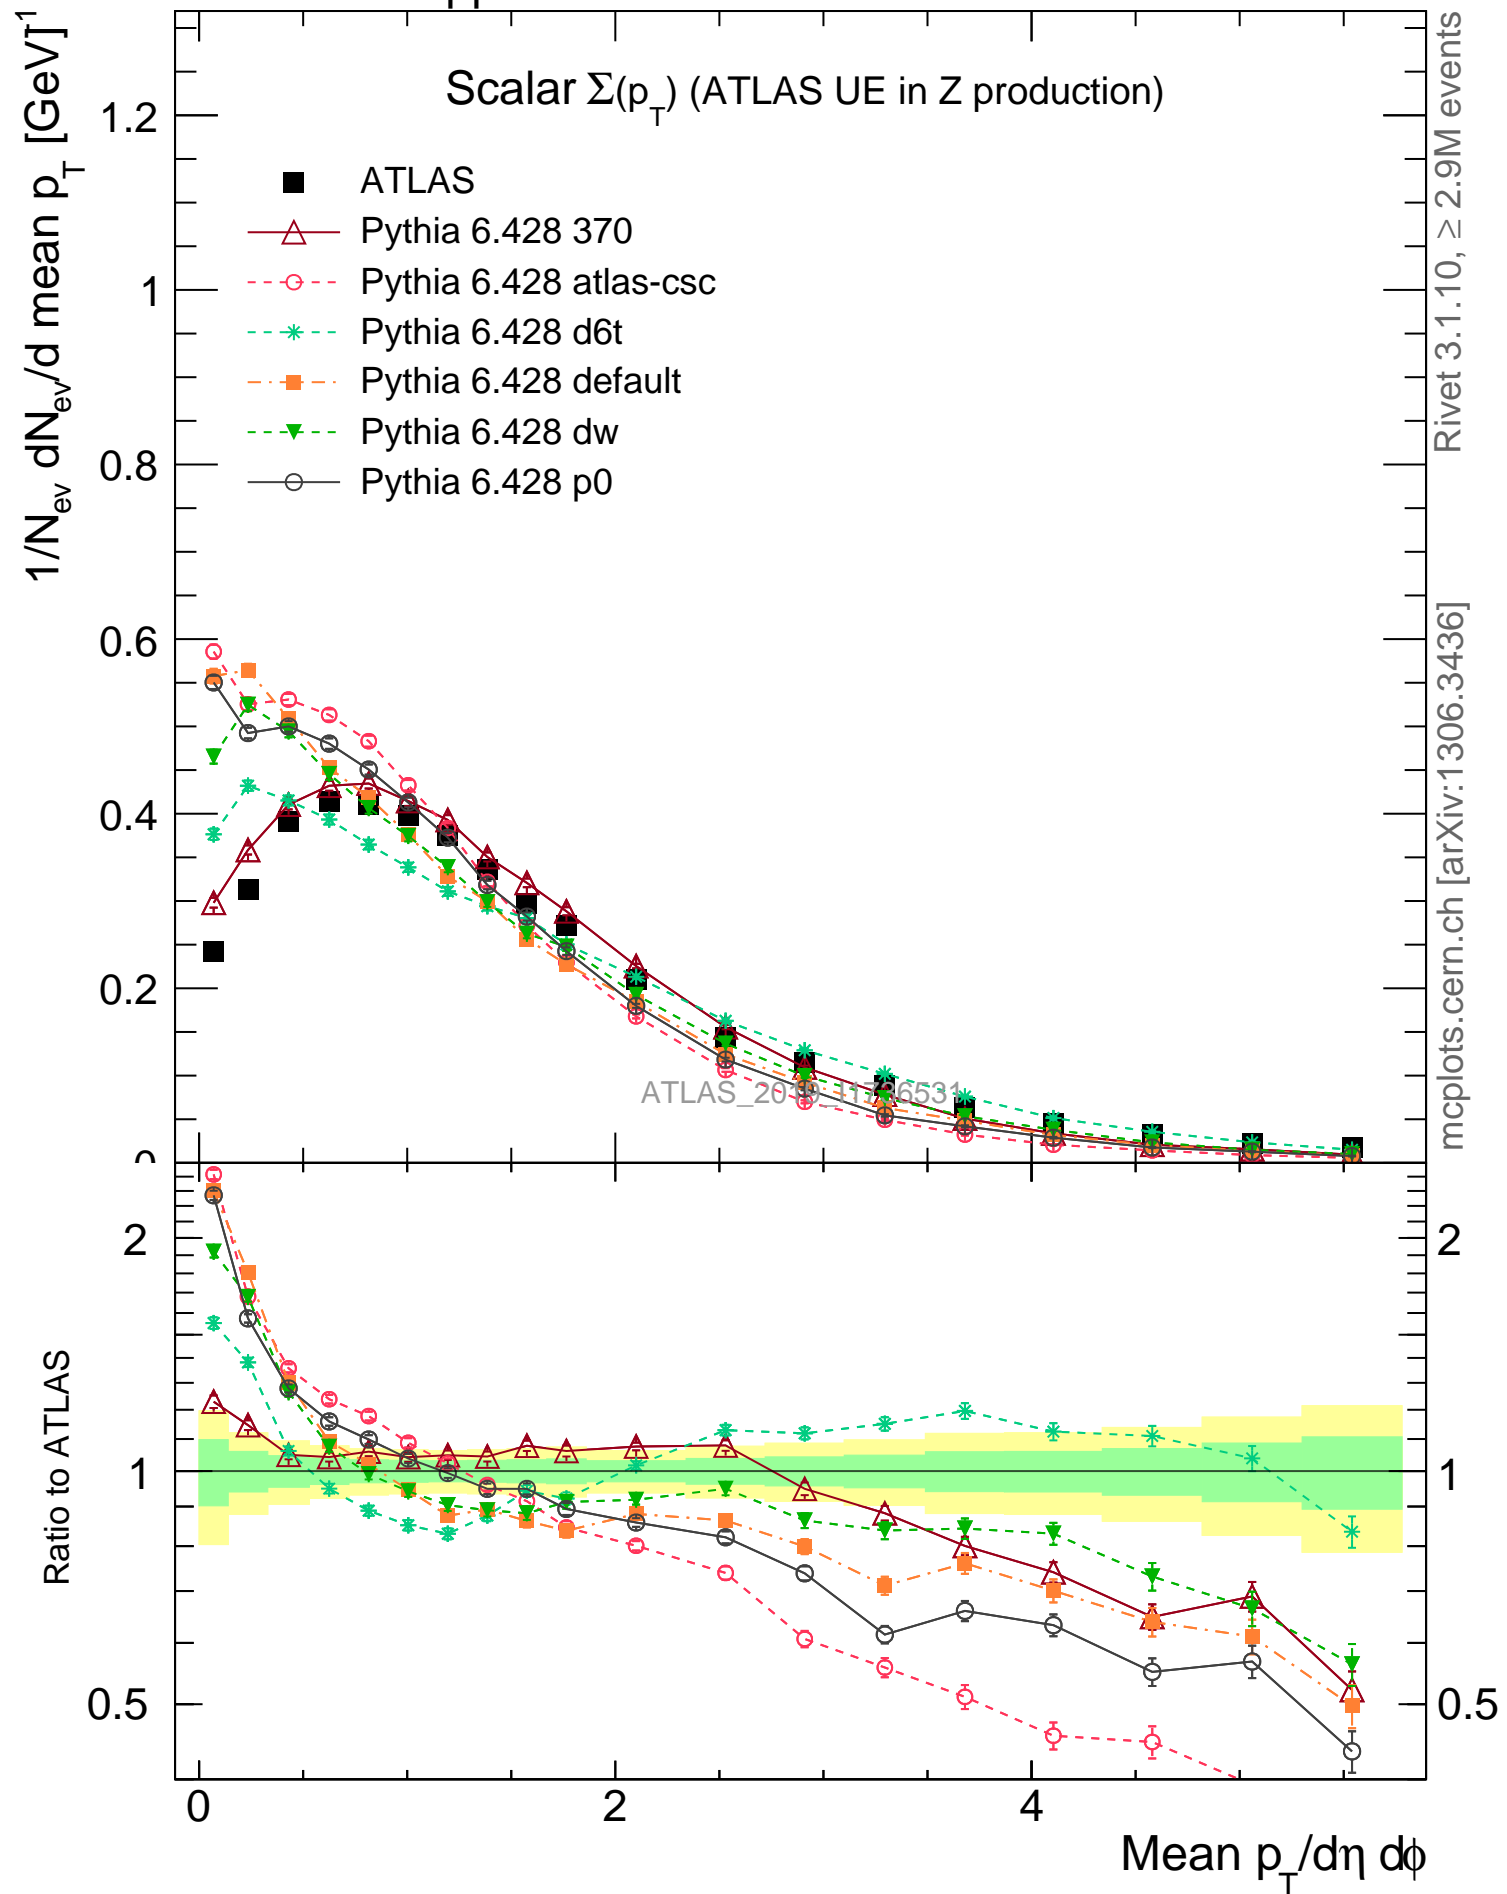 Scalar Σ(p_T) (ATLAS UE in Z production)
1/N_ev dN_ev/d mean p_T [GeV]^-1
ATLAS
Pythia 6.428 370
Pythia 6.428 atlas-csc
Pythia 6.428 d6t
Pythia 6.428 default
Pythia 6.428 dw
Pythia 6.428 p0
1.2
1
0.8
0.6
0.4
0.2
0
Rivet 3.1.10, ≥ 2.9M events
mcplots.cern.ch [arXiv:1306.3436]
Ratio to ATLAS
2
1
0.5
2
1
0.5
0
2
4
Mean p_T/dη dϕ